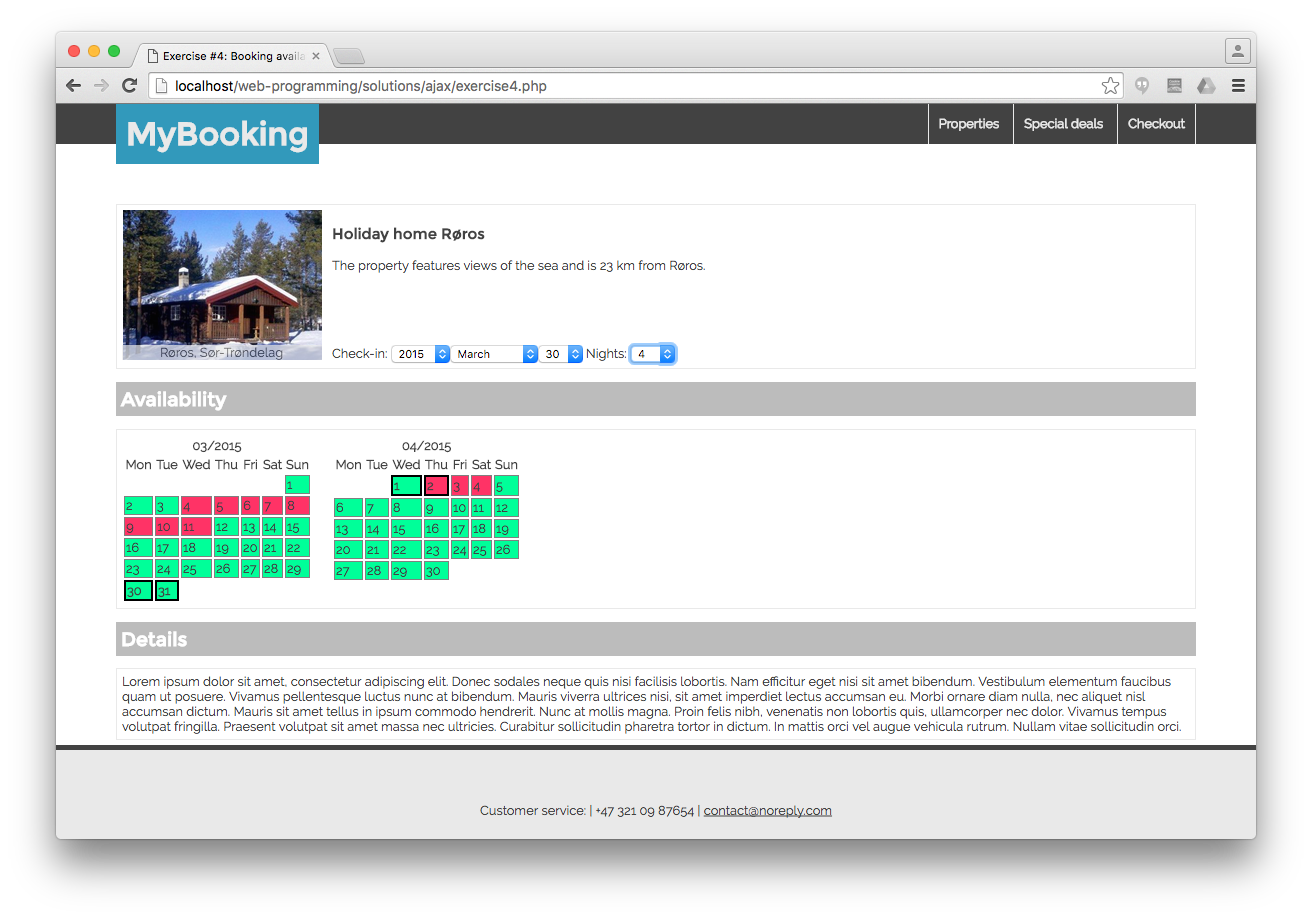 Exercise #4: Booking availa
localhost/web-programming/solutions/ajax/exercise4.php
MyBooking
Properties
Special deals
Checkout
Holiday home Røros
The property features views of the sea and is 23 km from Røros.
Røros, Sør-Trøndelag
Check-in: 2015 March 30 Nights: 4
Availability
03/2015
Mon Tue Wed Thu Fri Sat Sun
1
2 3 4 5 6 7 8
9 10 11 12 13 14 15
16 17 18 19 20 21 22
23 24 25 26 27 28 29
30 31
04/2015
Mon Tue Wed Thu Fri Sat Sun
1 2 3 4 5
6 7 8 9 10 11 12
13 14 15 16 17 18 19
20 21 22 23 24 25 26
27 28 29 30
Details
Lorem ipsum dolor sit amet, consectetur adipiscing elit. Donec sodales neque quis nisi facilisis lobortis. Nam efficitur eget nisi sit amet bibendum. Vestibulum elementum faucibus
quam ut posuere. Vivamus pellentesque luctus nunc at bibendum. Mauris viverra ultrices nisi, sit amet imperdiet lectus accumsan eu. Morbi ornare diam nulla, nec aliquet nisl
accumsan dictum. Mauris sit amet tellus in ipsum commodo hendrerit. Nunc at mollis magna. Proin felis nibh, venenatis non lobortis quis, ullamcorper nec dolor. Vivamus tempus
volutpat fringilla. Praesent volutpat sit amet massa nec ultricies. Curabitur sollicitudin pharetra tortor in dictum. In mattis orci vel augue vehicula rutrum. Nullam vitae sollicitudin orci.
Customer service: | +47 321 09 87654 | contact@noreply.com